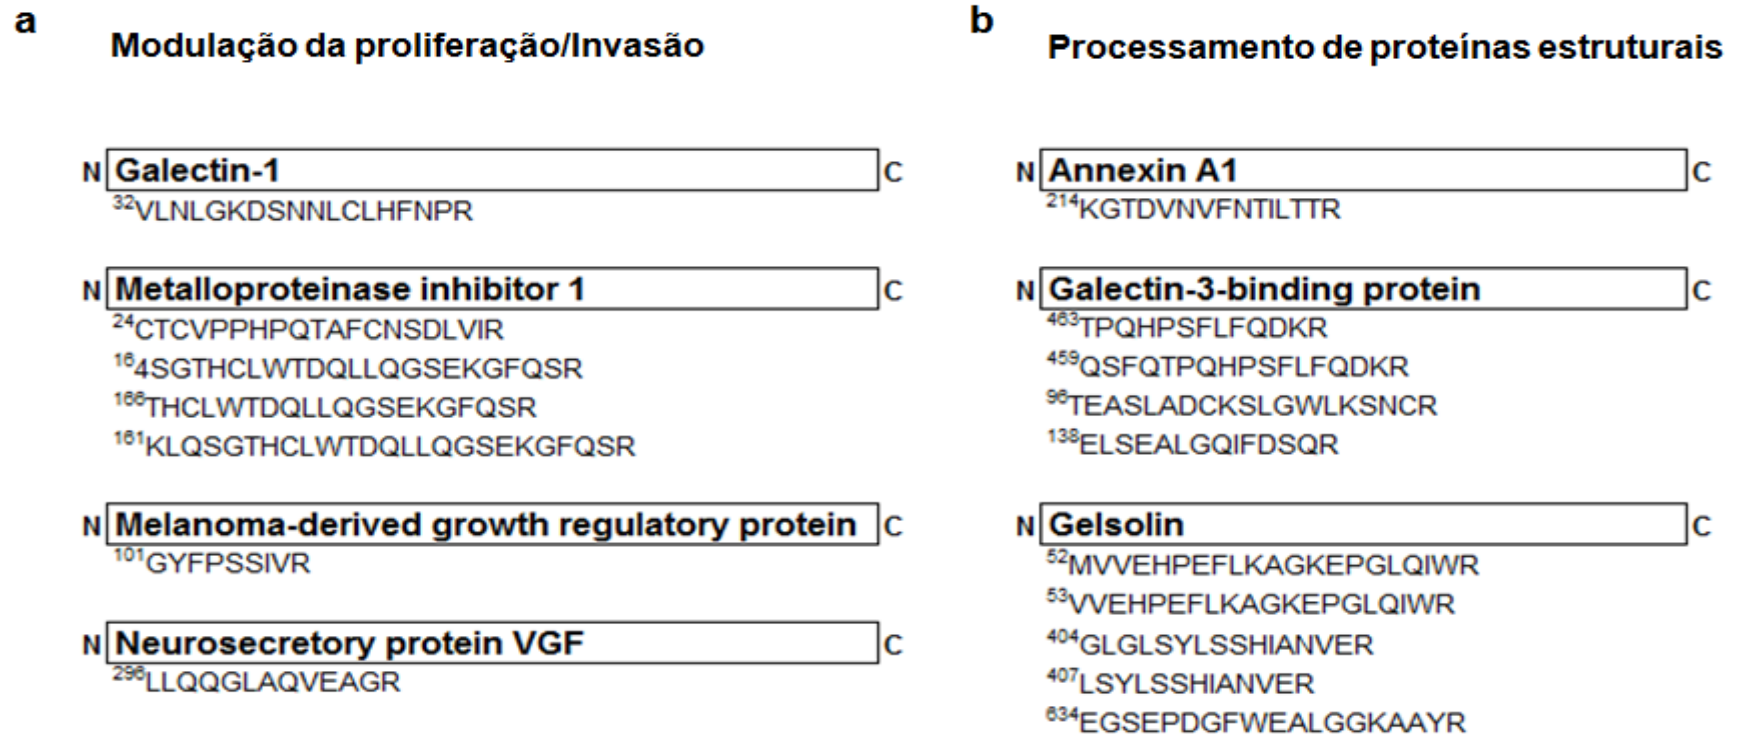 a
Modulação da proliferação/Invasão
N Galectin-1 C
32VLNLGKDSNNLCLHFNPR
N Metalloproteinase inhibitor 1 C
24CTCVPPHPQTAFCNSDLVIR
164SGTHCLWTDQLLQGSEKGFQSR
166THCLWTDQLLQGSEKGFQSR
161KLQSGTHCLWTDQLLQGSEKGFQSR
N Melanoma-derived growth regulatory protein C
101GYFPSSIVR
N Neurosecretory protein VGF C
296LLQQGLAQVEAGR
b
Processamento de proteínas estruturais
N Annexin A1 C
214KGTDVNVFNTILTTR
N Galectin-3-binding protein C
463TPQHPSFLFQDKR
459QSFQTPQHPSFLFQDKR
96TEASLADCKSLGWLKSNCR
138ELSEALGQIFDSQR
N Gelsolin C
52MVVEHPEFLKAGKEPGLQIWR
53VVEHPEFLKAGKEPGLQIWR
404GLGLSYLSSHIANVER
407LSYLSSHIANVER
634EGSEPDGFWEALGGKAAYR